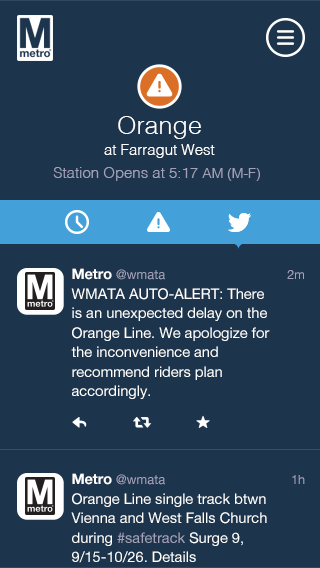 M
metro
Orange
at Farragut West
Station Opens at 5:17 AM (M-F)
Metro @wmata 2m
M
metro
WMATA AUTO-ALERT: There
is an unexpected delay on the
Orange Line. We apologize for
the inconvenience and
recommend riders plan
accordingly.
Metro @wmata 1h
M
metro
Orange Line single track btwn
Vienna and West Falls Church
during #safetrack Surge 9,
9/15-10/26. Details